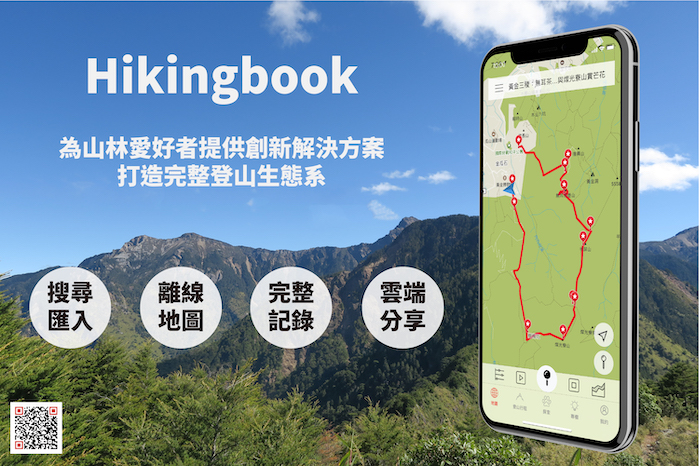 Hikingbook
為山林愛好者提供創新解決方案
打造完整登山生態系
搜尋
匯入
離線
地圖
完整
記錄
雲端
分享